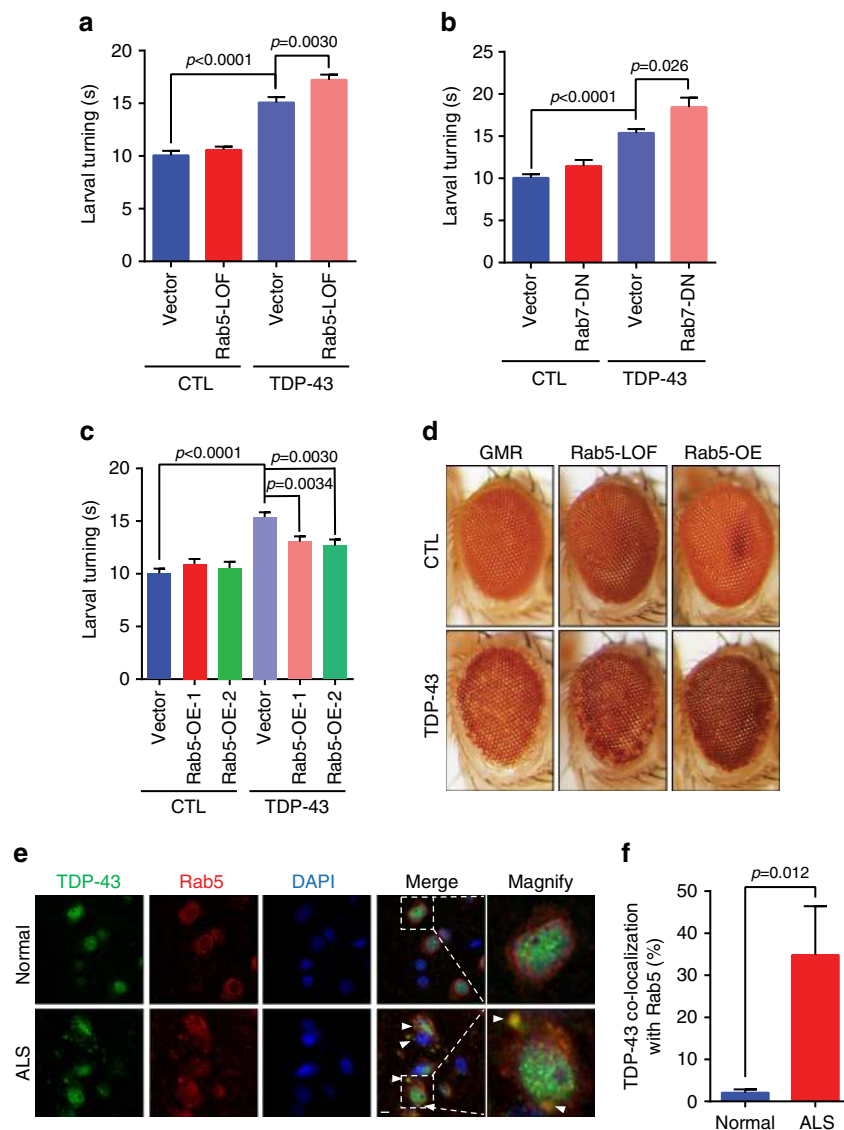 a
Larval turning (s)
20
15
10
5
0
p<0.0001
p=0.0030
Vector
Rab5-LOF
Vector
Rab5-LOF
CTL
TDP-43
b
Larval turning (s)
25
20
15
10
5
0
p<0.0001
p=0.026
Vector
Rab7-DN
Vector
Rab7-DN
CTL
TDP-43
c
Larval turning (s)
20
15
10
5
0
p<0.0001
p=0.0030
p=0.0034
Vector
Rab5-OE-1
Rab5-OE-2
Vector
Rab5-OE-1
Rab5-OE-2
CTL
TDP-43
d
GMR
Rab5-LOF
Rab5-OE
CTL
TDP-43
e
TDP-43
Rab5
DAPI
Merge
Magnify
Normal
ALS
f
TDP-43 co-localization
with Rab5 (%)
50
40
30
20
10
0
p=0.012
Normal
ALS